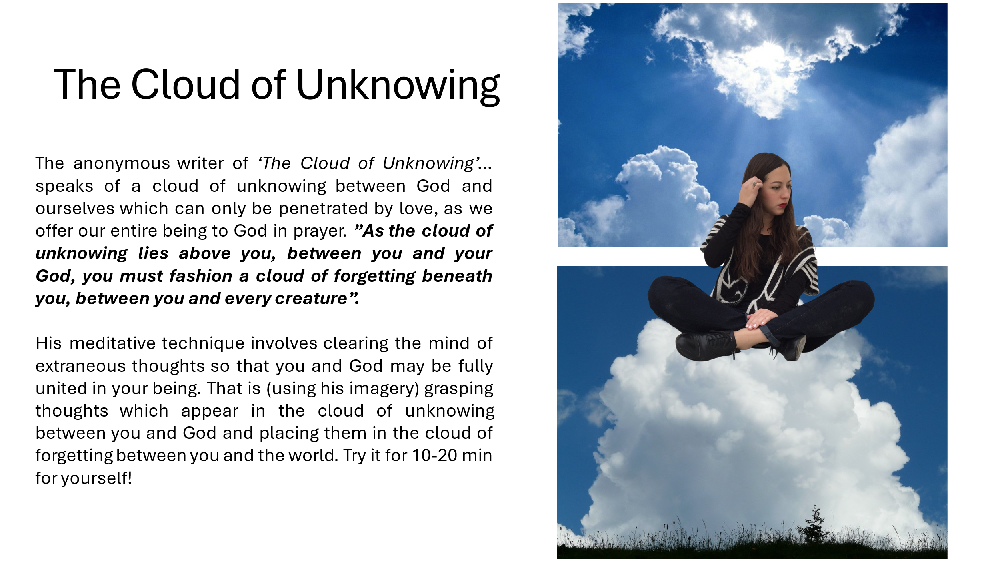 The Cloud of Unknowing
The anonymous writer of ‘The Cloud of Unknowing’…
speaks of a cloud of unknowing between God and
ourselves which can only be penetrated by love, as we
offer our entire being to God in prayer. ”As the cloud of
unknowing lies above you, between you and your
God, you must fashion a cloud of forgetting beneath
you, between you and every creature”.
His meditative technique involves clearing the mind of
extraneous thoughts so that you and God may be fully
united in your being. That is (using his imagery) grasping
thoughts which appear in the cloud of unknowing
between you and God and placing them in the cloud of
forgetting between you and the world. Try it for 10-20 min
for yourself!